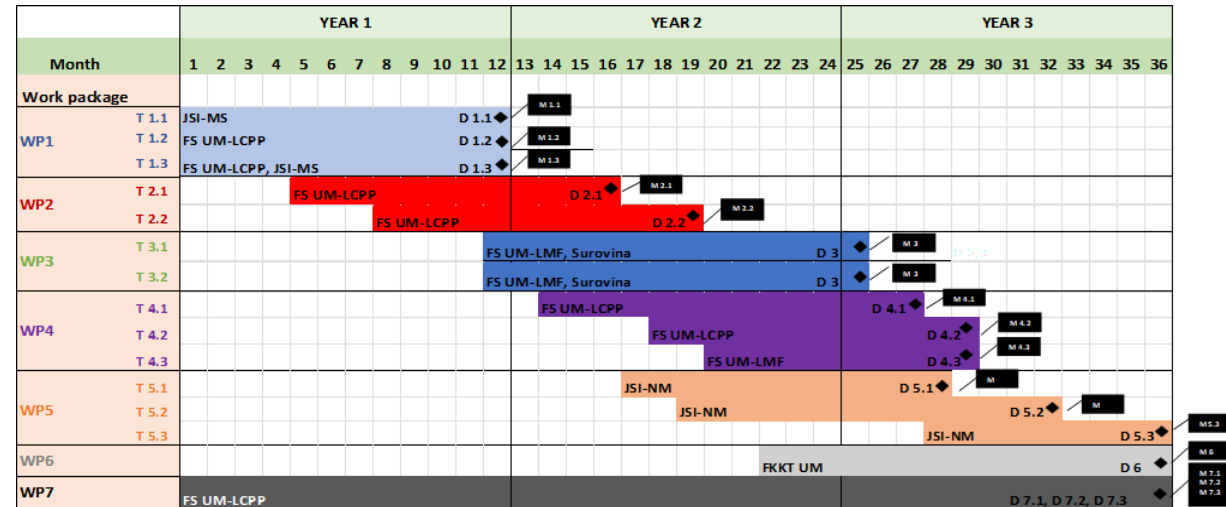 YEAR 1 YEAR 2 YEAR 3
Month 1 2 3 4 5 6 7 8 9 10 11 12 13 14 15 16 17 18 19 20 21 22 23 24 25 26 27 28 29 30 31 32 33 34 35 36
Work package
M 1.1
T 1.1 JSI-MS D 1.1
WP1 T 1.2 FS UM-LCPP D 1.2 M 1.2
T 1.3 FS UM-LCPP, JSI-MS D 1.3 M 1.3
T 2.1 FS UM-LCPP D 2.1 M 2.1
WP2
T 2.2 FS UM-LCPP D 2.2 M 2.2
T 3.1 FS UM-LMF, Surovina D 3 M 3
WP3
T 3.2 FS UM-LMF, Surovina D 3 M 3
T 4.1 FS UM-LCPP D 4.1 M 4.1
WP4 T 4.2 FS UM-LCPP D 4.2 M 4.2
T 4.3 FS UM-LMF D 4.3 M 4.3
T 5.1 JSI-NM D 5.1 M
WP5 T 5.2 JSI-NM D 5.2 M
T 5.3 JSI-NM D 5.3 M5.3
WP6 FKKT UM D 6 M 6
WP7 FS UM-LCPP D 7.1, D 7.2, D 7.3 M 7.1
M 7.2
M 7.3